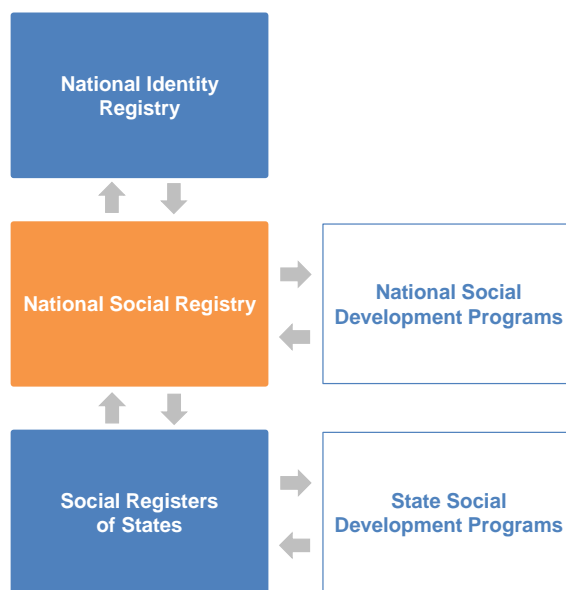 National Identity
Registry
National Social Registry
National Social
Development Programs
Social Registers
of States
State Social
Development Programs